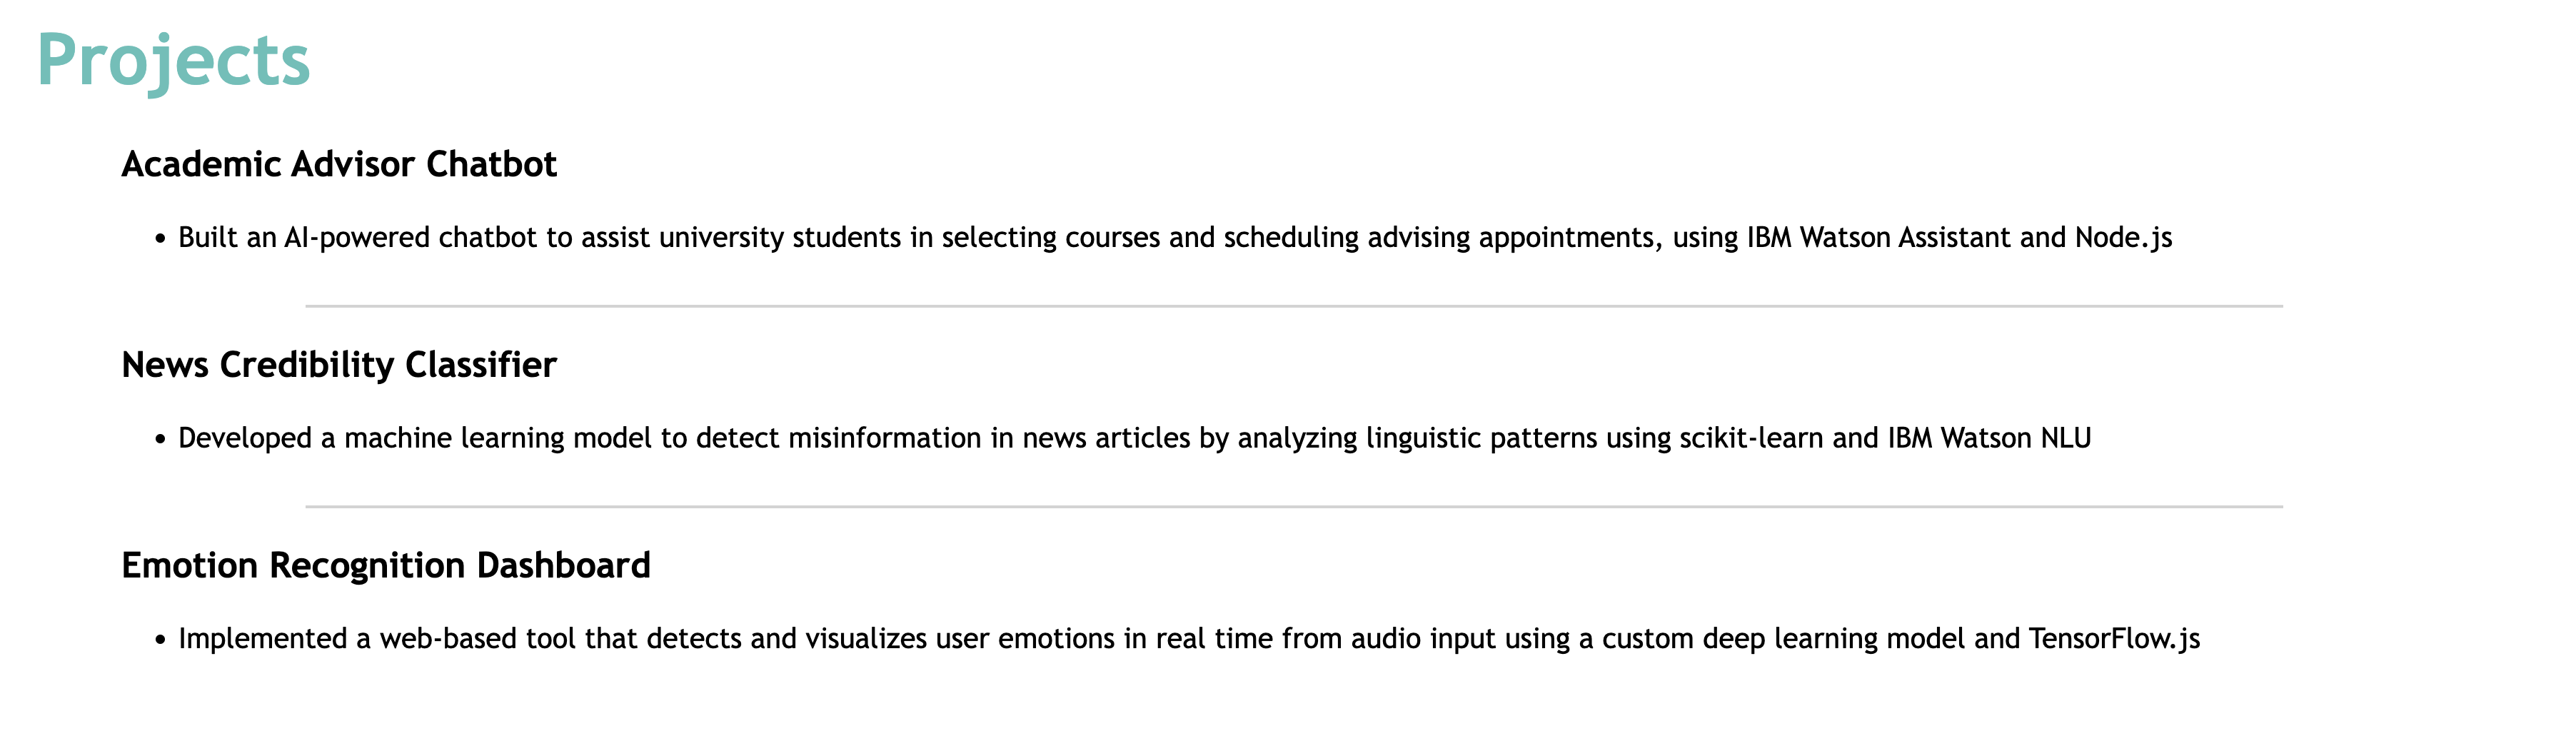 Projects
Academic Advisor Chatbot
• Built an AI-powered chatbot to assist university students in selecting courses and scheduling advising appointments, using IBM Watson Assistant and Node.js
News Credibility Classifier
• Developed a machine learning model to detect misinformation in news articles by analyzing linguistic patterns using scikit-learn and IBM Watson NLU
Emotion Recognition Dashboard
• Implemented a web-based tool that detects and visualizes user emotions in real time from audio input using a custom deep learning model and TensorFlow.js